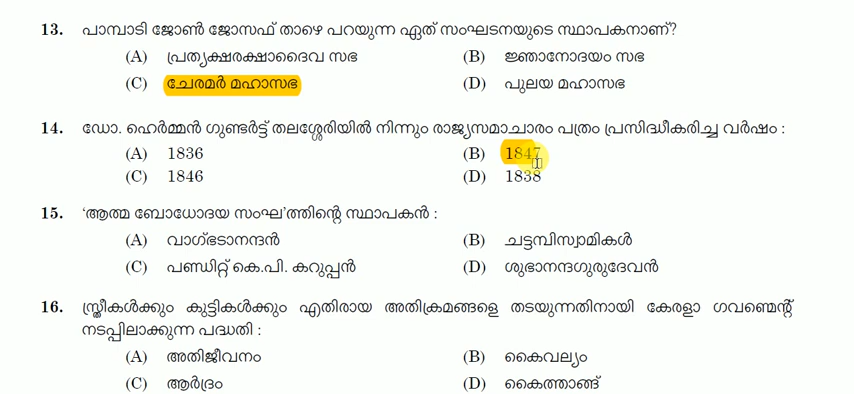 13. പാമ്പാടി ജോൺ ജോസഫ് താഴെ പറയുന്ന ഏത് സംഘടനയുടെ സ്ഥാപകനാണ്?
(A) പ്രത്യക്ഷരക്ഷാദൈവ സഭ (B) ജ്ഞാനോദയം സഭ
(C) ചേരമർ മഹാസഭ (D) പുലയ മഹാസഭ
14. ഡോ. ഹെർമ്മൻ ഗുണ്ടർട്ട് തലശ്ശേരിയിൽ നിന്നും രാജ്യസമാചാരം പത്രം പ്രസിദ്ധീകരിച്ച വർഷം :
(A) 1836 (B) 1847
(C) 1846 (D) 1838
15. ‘ആത്മ ബോധോദയ സംഘ’ത്തിന്റെ സ്ഥാപകൻ :
(A) വാഗ്ഭടാനന്ദൻ (B) ചട്ടമ്പിസ്വാമികൾ
(C) പണ്ഡിറ്റ് കെ.പി. കറുപ്പൻ (D) ശുഭാനന്ദഗുരുദേവൻ
16. സ്ത്രീകൾക്കും കുട്ടികൾക്കും എതിരായ അതിക്രമങ്ങളെ തടയുന്നതിനായി കേരളാ ഗവണ്മെന്റ്
നടപ്പിലാക്കുന്ന പദ്ധതി :
(A) അതിജീവനം (B) കൈവല്യം
(C) ആർദ്രം (D) കൈത്താങ്ങ്